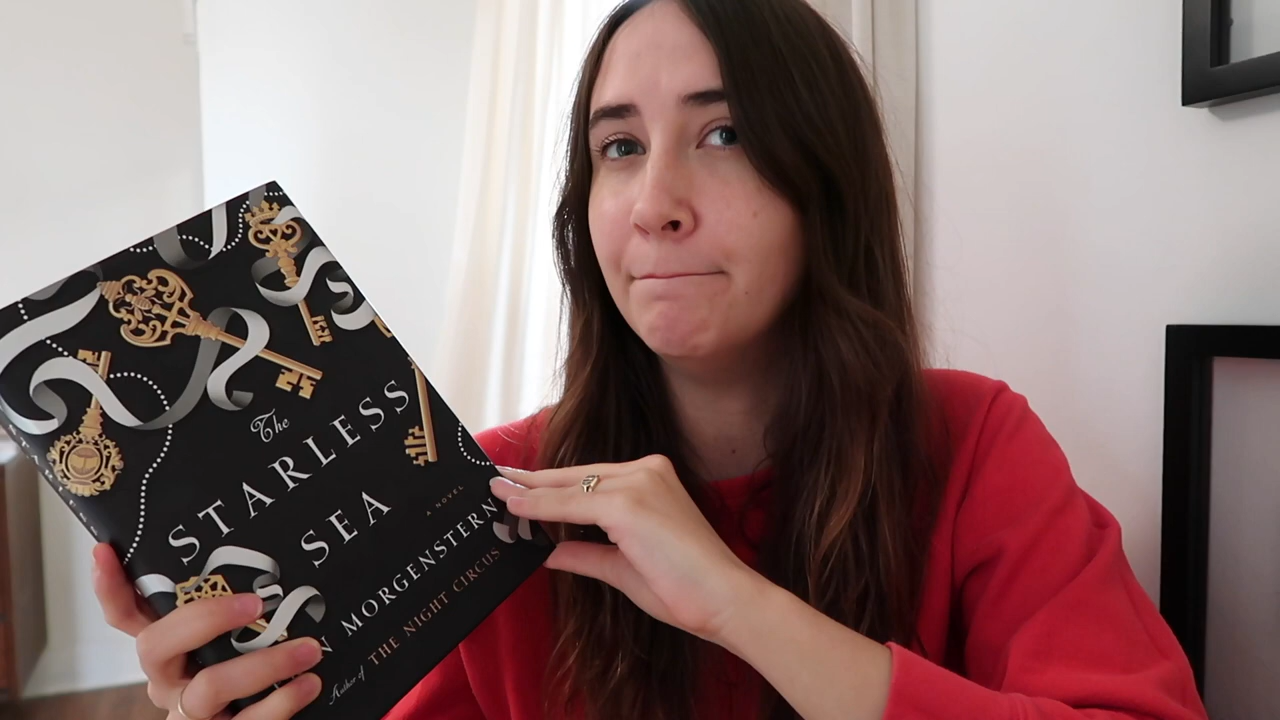 The
STARLESS
SEA
A NOVEL
MORGENSTERN
Author of THE NIGHT CIRCUS